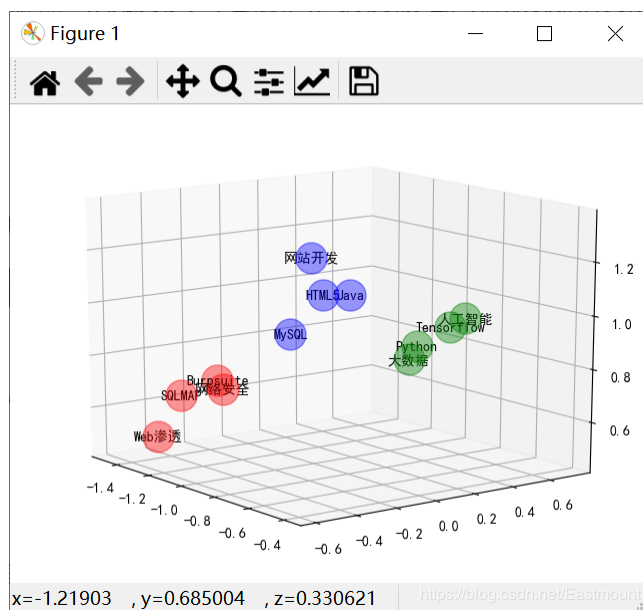 Figure 1
网站开发
HTML5Java
MySQL
人工智能
Tensorflow
Python
大数据
Burpsuite
网络安全
SQLMAP
Web渗透
1.2
1.0
0.8
0.6
-1.4
-1.2
-1.0
-0.8
-0.6
-0.4
-0.6
-0.4
-0.2
0.0
0.2
0.4
0.6
x=-1.21903 ,y=0.685004 ,z=0.330621
https://blog.csdn.net/Eastmount